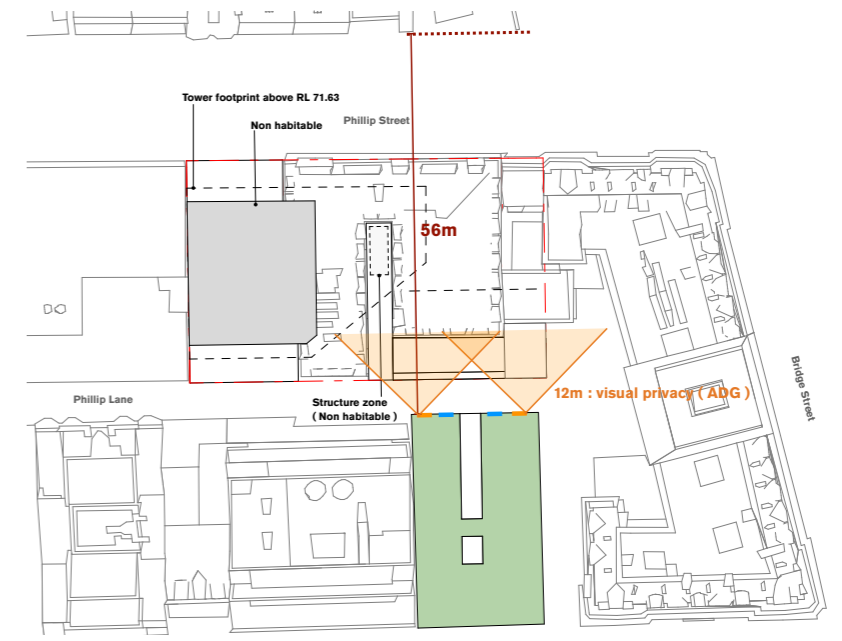 Tower footprint above RL 71.63
Non habitable
Phillip Street
56m
12m : visual privacy ( ADG )
Bridge Street
Phillip Lane
Structure zone
( Non habitable )